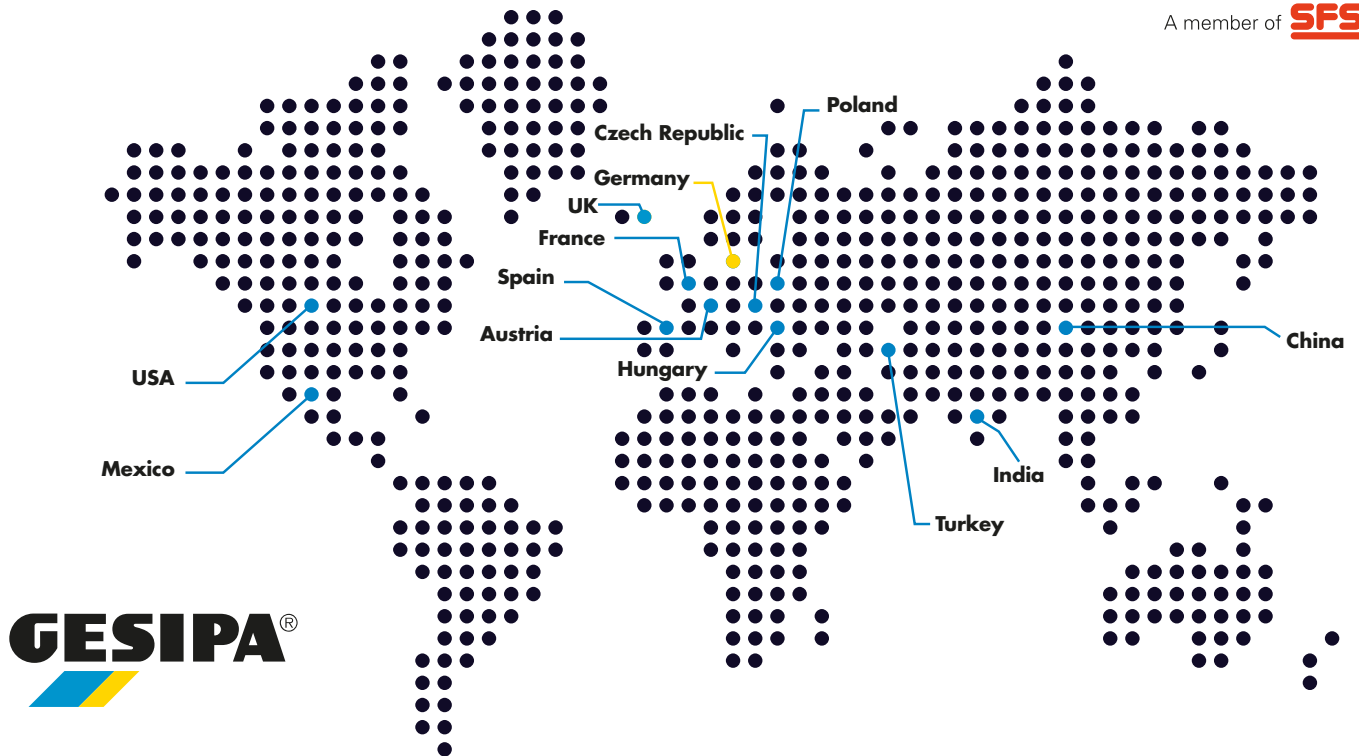 A member of SFS
Poland
Czech Republic
Germany
UK
France
Spain
Austria
Hungary
China
USA
Mexico
India
Turkey
GESIPA®